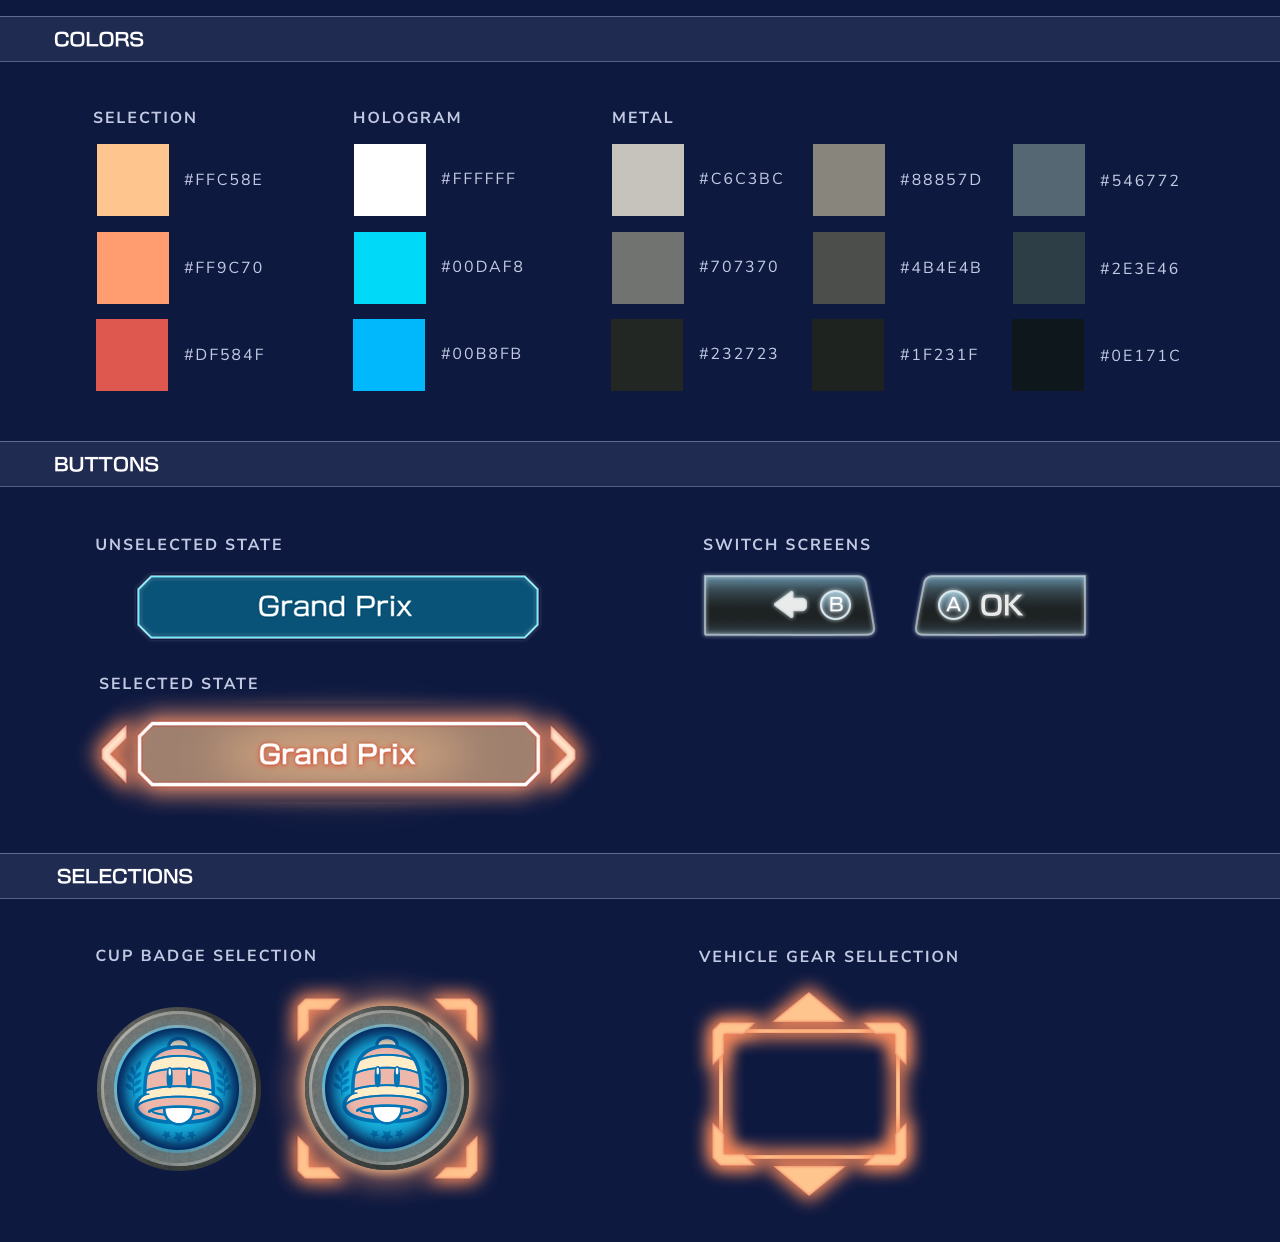 COLORS
SELECTION
HOLOGRAM
METAL
#FFC58E
#FFFFFF
#C6C3BC
#88857D
#546772
#FF9C70
#00DAF8
#707370
#4B4E4B
#2E3E46
#DF584F
#00B8FB
#232723
#1F231F
#0E171C
BUTTONS
UNSELECTED STATE
SWITCH SCREENS
Grand Prix
B
A OK
SELECTED STATE
Grand Prix
SELECTIONS
CUP BADGE SELECTION
VEHICLE GEAR SELLECTION